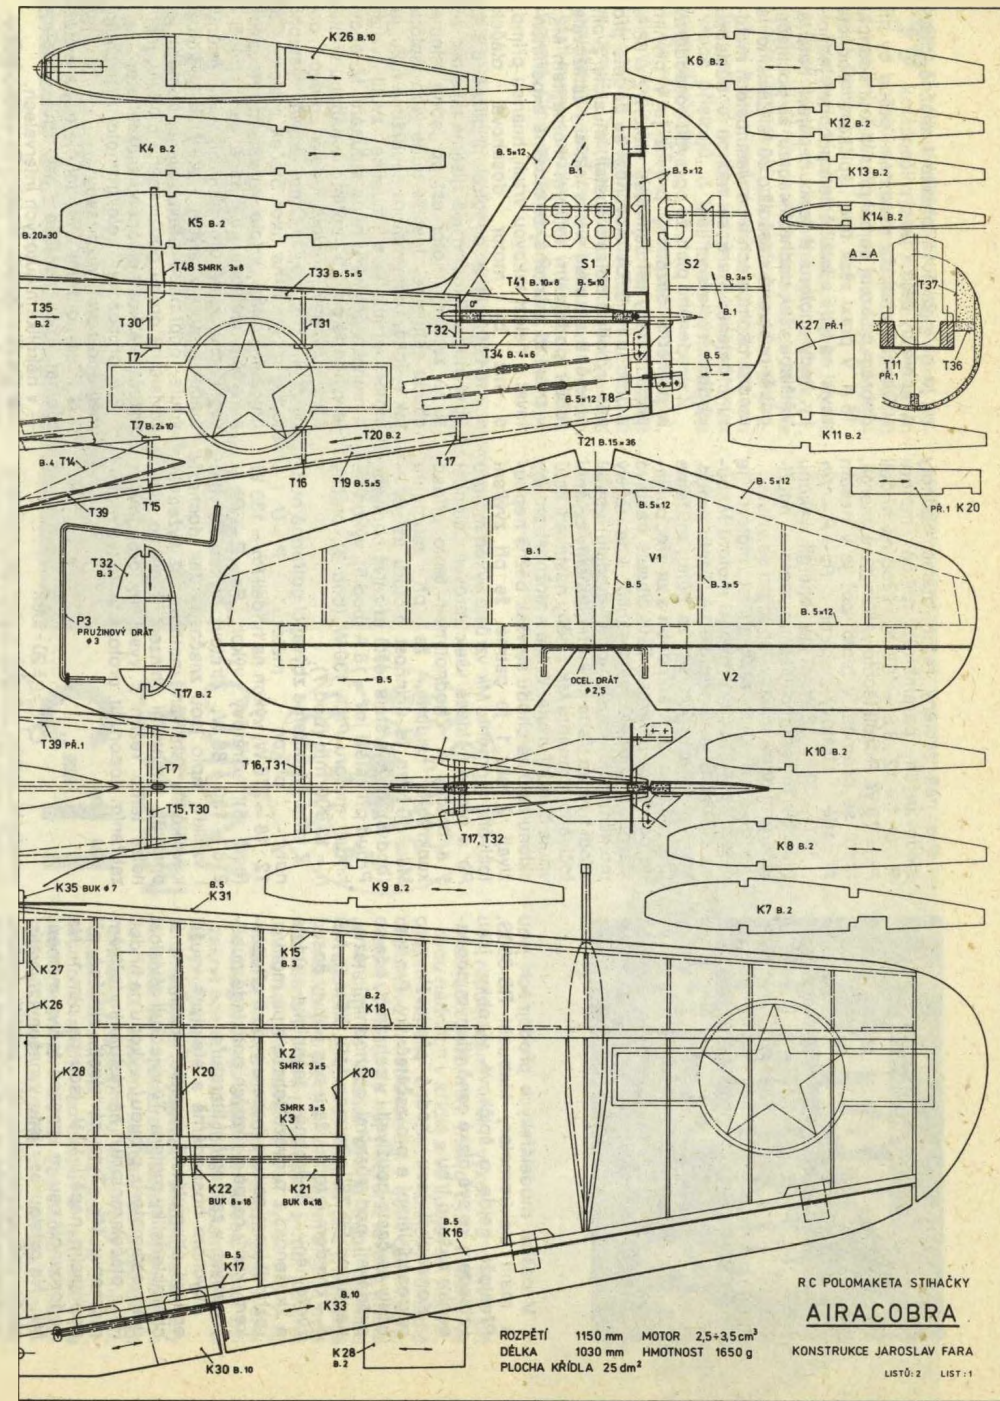 K26 B.10
K6 B.2
K4 B.2
K12 B.2
B. 5×12
B.1
B. 5×12
K13 B.2
K5 B.2
88191
K14 B.2
B. 20×30
T48 SMRK 3×8
A - A
S1
S2
T33 B. 5×5
T41 B. 10×8
B. 5×10
B. 3×5
T37
T35
B.2
0°
B.1
T30
T31
T32
K27 PŘ.1
T7
T34 B. 4×6
B. 5
T11
PŘ.1
T36
B. 5×12 T8
T7 B. 2×10
T20 B.2
T17
T21 B. 15×36
K11 B.2
B.4 T14
T16
T19 B. 5×5
T15
T39
B. 5×12
B. 5×12
PŘ.1 K20
T32
B.3
B.1
V1
B. 5
B. 3×5
B. 5×12
P3
PRUŽINOVÝ DRÁT
φ3
T17 B.2
B. 5
OCEL. DRÁT
φ2,5
V2
T39 PŘ.1
T7
T16, T31
K10 B.2
T15, T30
T17, T32
K8 B.2
K35 BUK φ7
B. 5
K31
K9 B.2
K7 B.2
K15
B.3
K27
K26
B.2
K18
K2
SMRK 3×5
K28
K20
K20
SMRK 3×5
K3
K22
BUK 8×18
K21
BUK 8×18
B. 5
K16
B. 5
K17
B.10
K33
K28
B.2
K30 B.10
RC POLOMAKETA STIHAČKY
AIRACOBRA
KONSTRUKCE JAROSLAV FARA
LISTŮ: 2 LIST: 1
ROZPĚTÍ 1150 mm MOTOR 2,5÷3,5 cm³
DÉLKA 1030 mm HMOTNOST 1650 g
PLOCHA KŘÍDLA 25 dm²